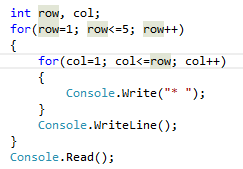 int row, col;
for(row=1; row<=5; row++)
{
for(col=1; col<=row; col++)
{
Console.Write("* ");
}
Console.WriteLine();
}
Console.Read();